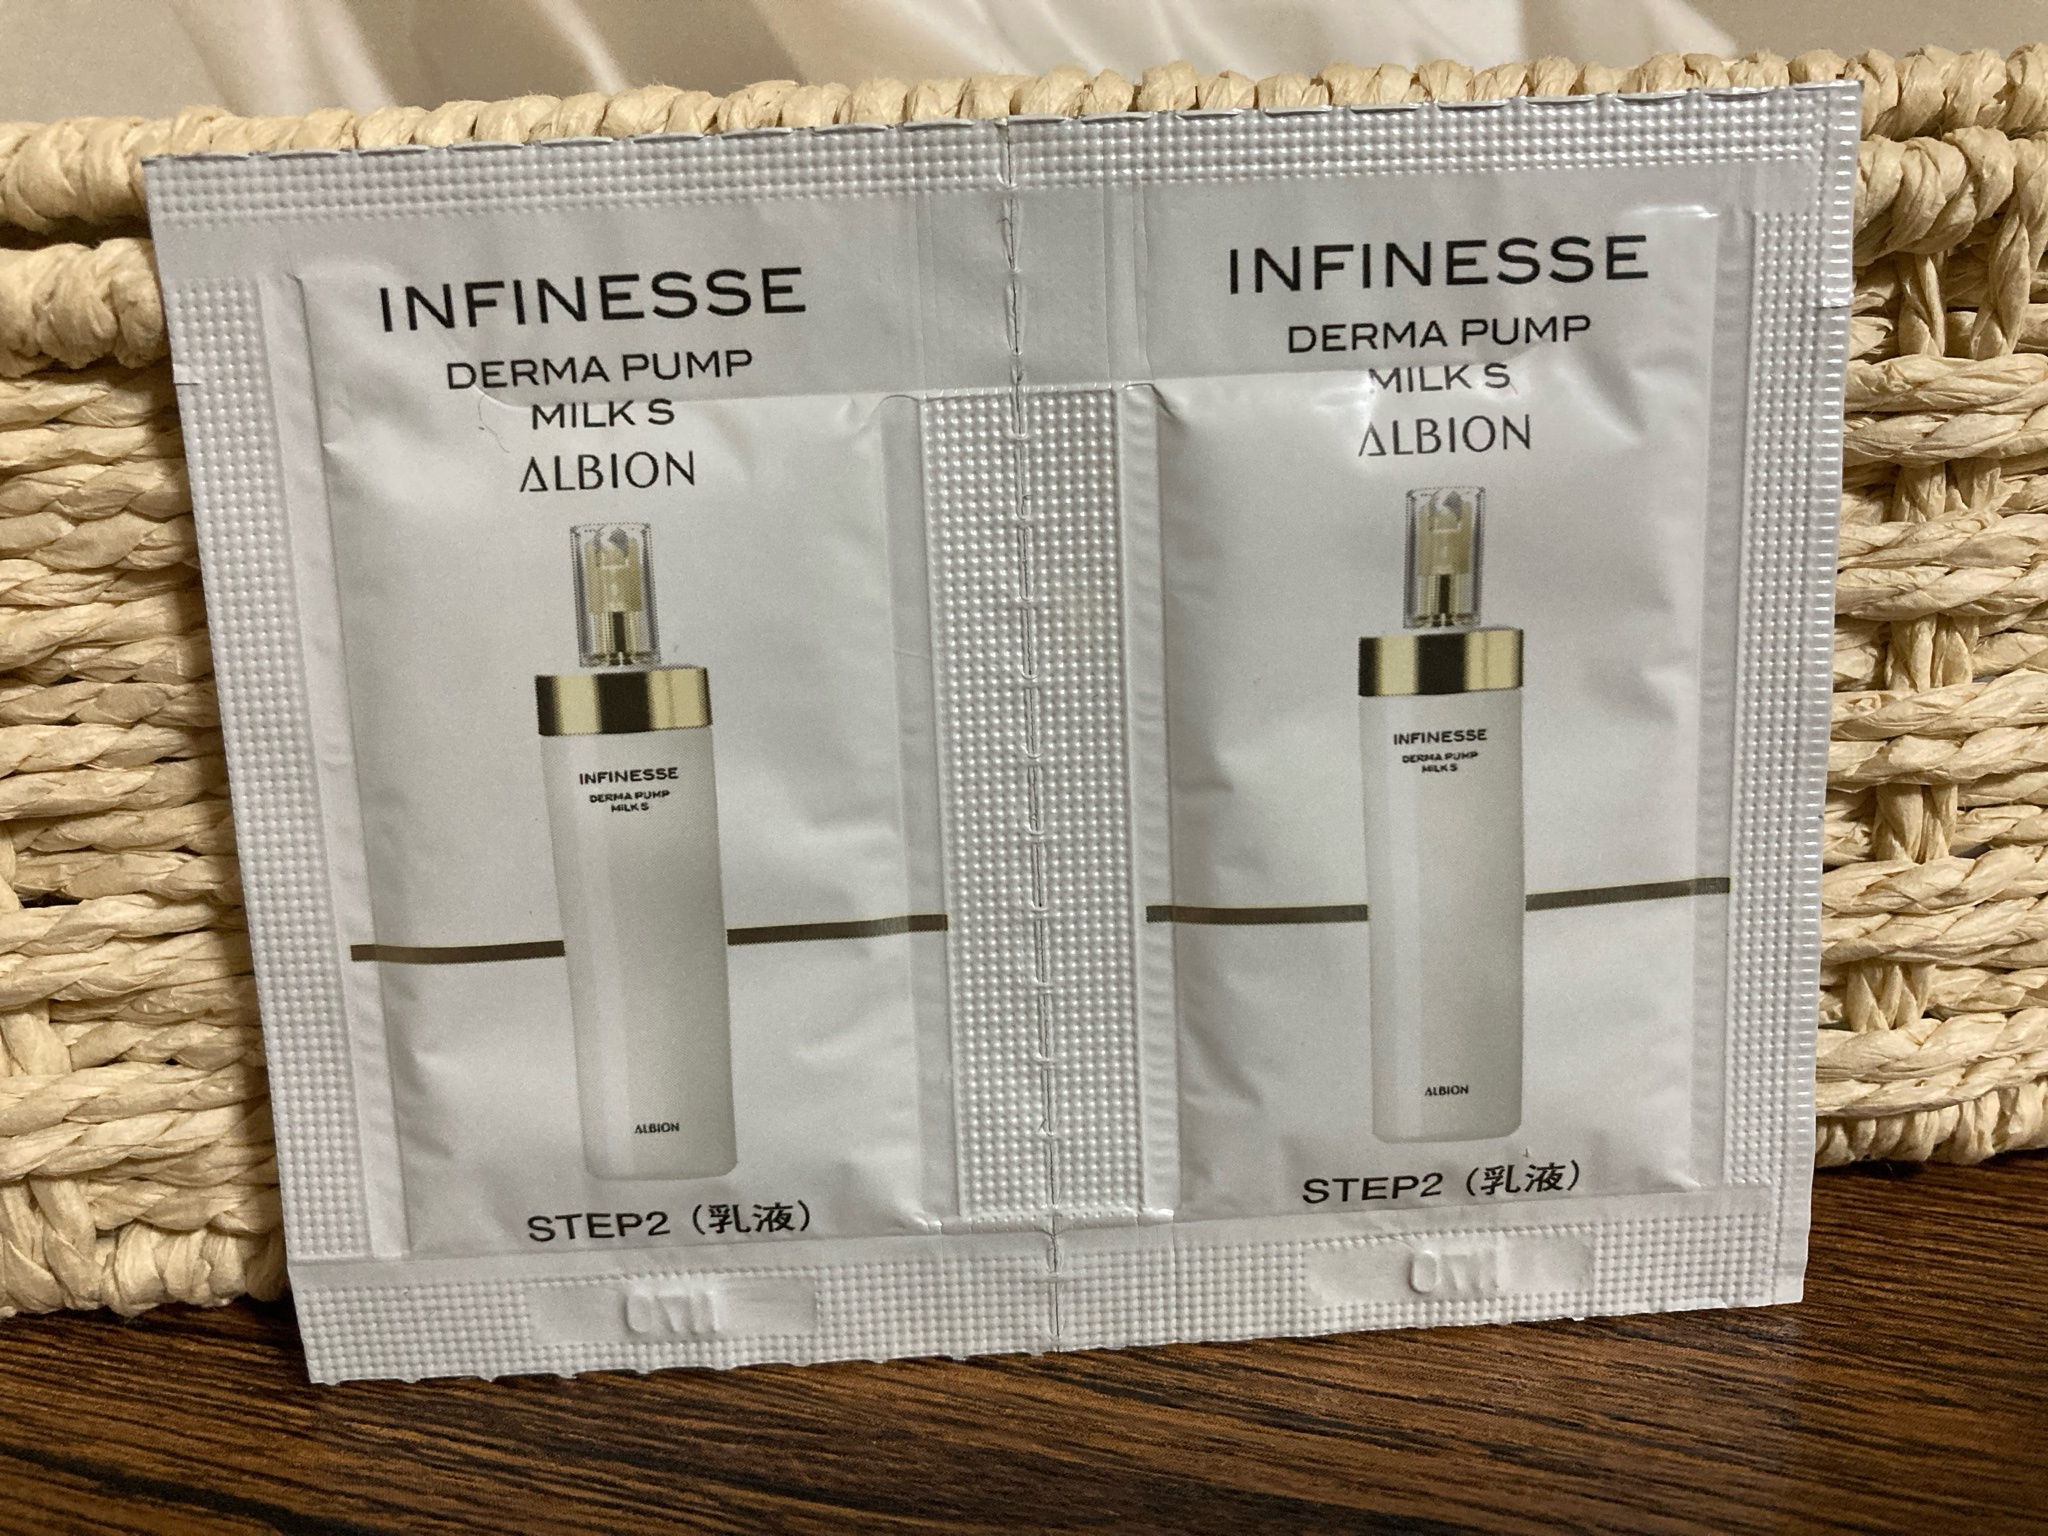 INFINESSE
DERMA PUMP
MILK S
ALBION
INFINESSE
DERMA PUMP
MILK S
ALBION
STEP2（乳液）
INFINESSE
DERMA PUMP
MILK S
ALBION
INFINESSE
DERMA PUMP
MILK S
ALBION
STEP2（乳液）